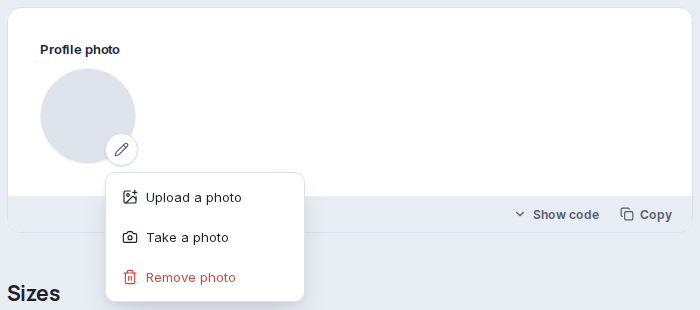 Profile photo
Upload a photo
Show code
Copy
Take a photo
Remove photo
Sizes